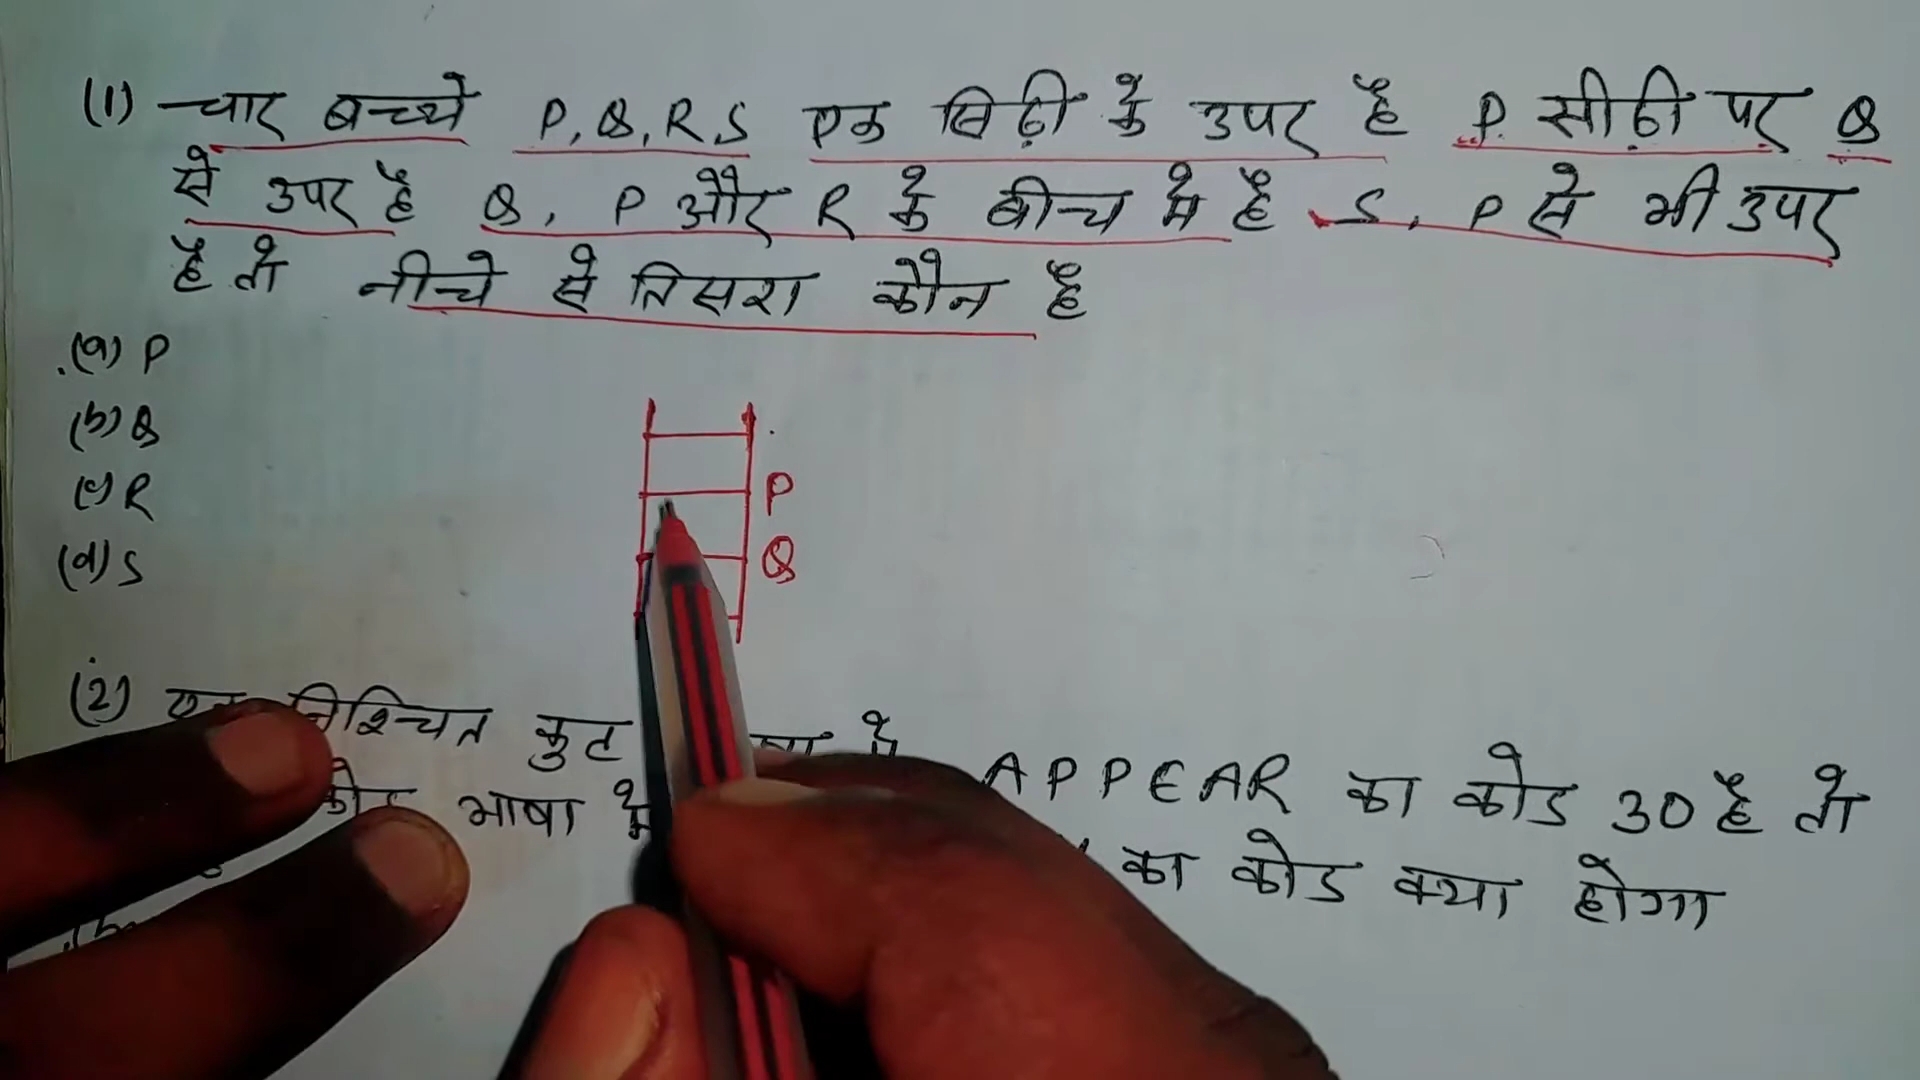 (1) चार बच्चे P, Q, R, S एक सिढ़ी के उपर है P सीढ़ी पर Q
से उपर है Q, P और R के बीच मे है S, P से भी उपर
है तो नीचे से तिसरा कौन है
(a) P
(b) Q
(c) R
(d) S
P
Q
(2) निश्चित कुट मे APPEAR का कोड 30 है तो
भाषा मे का कोड क्या होगा